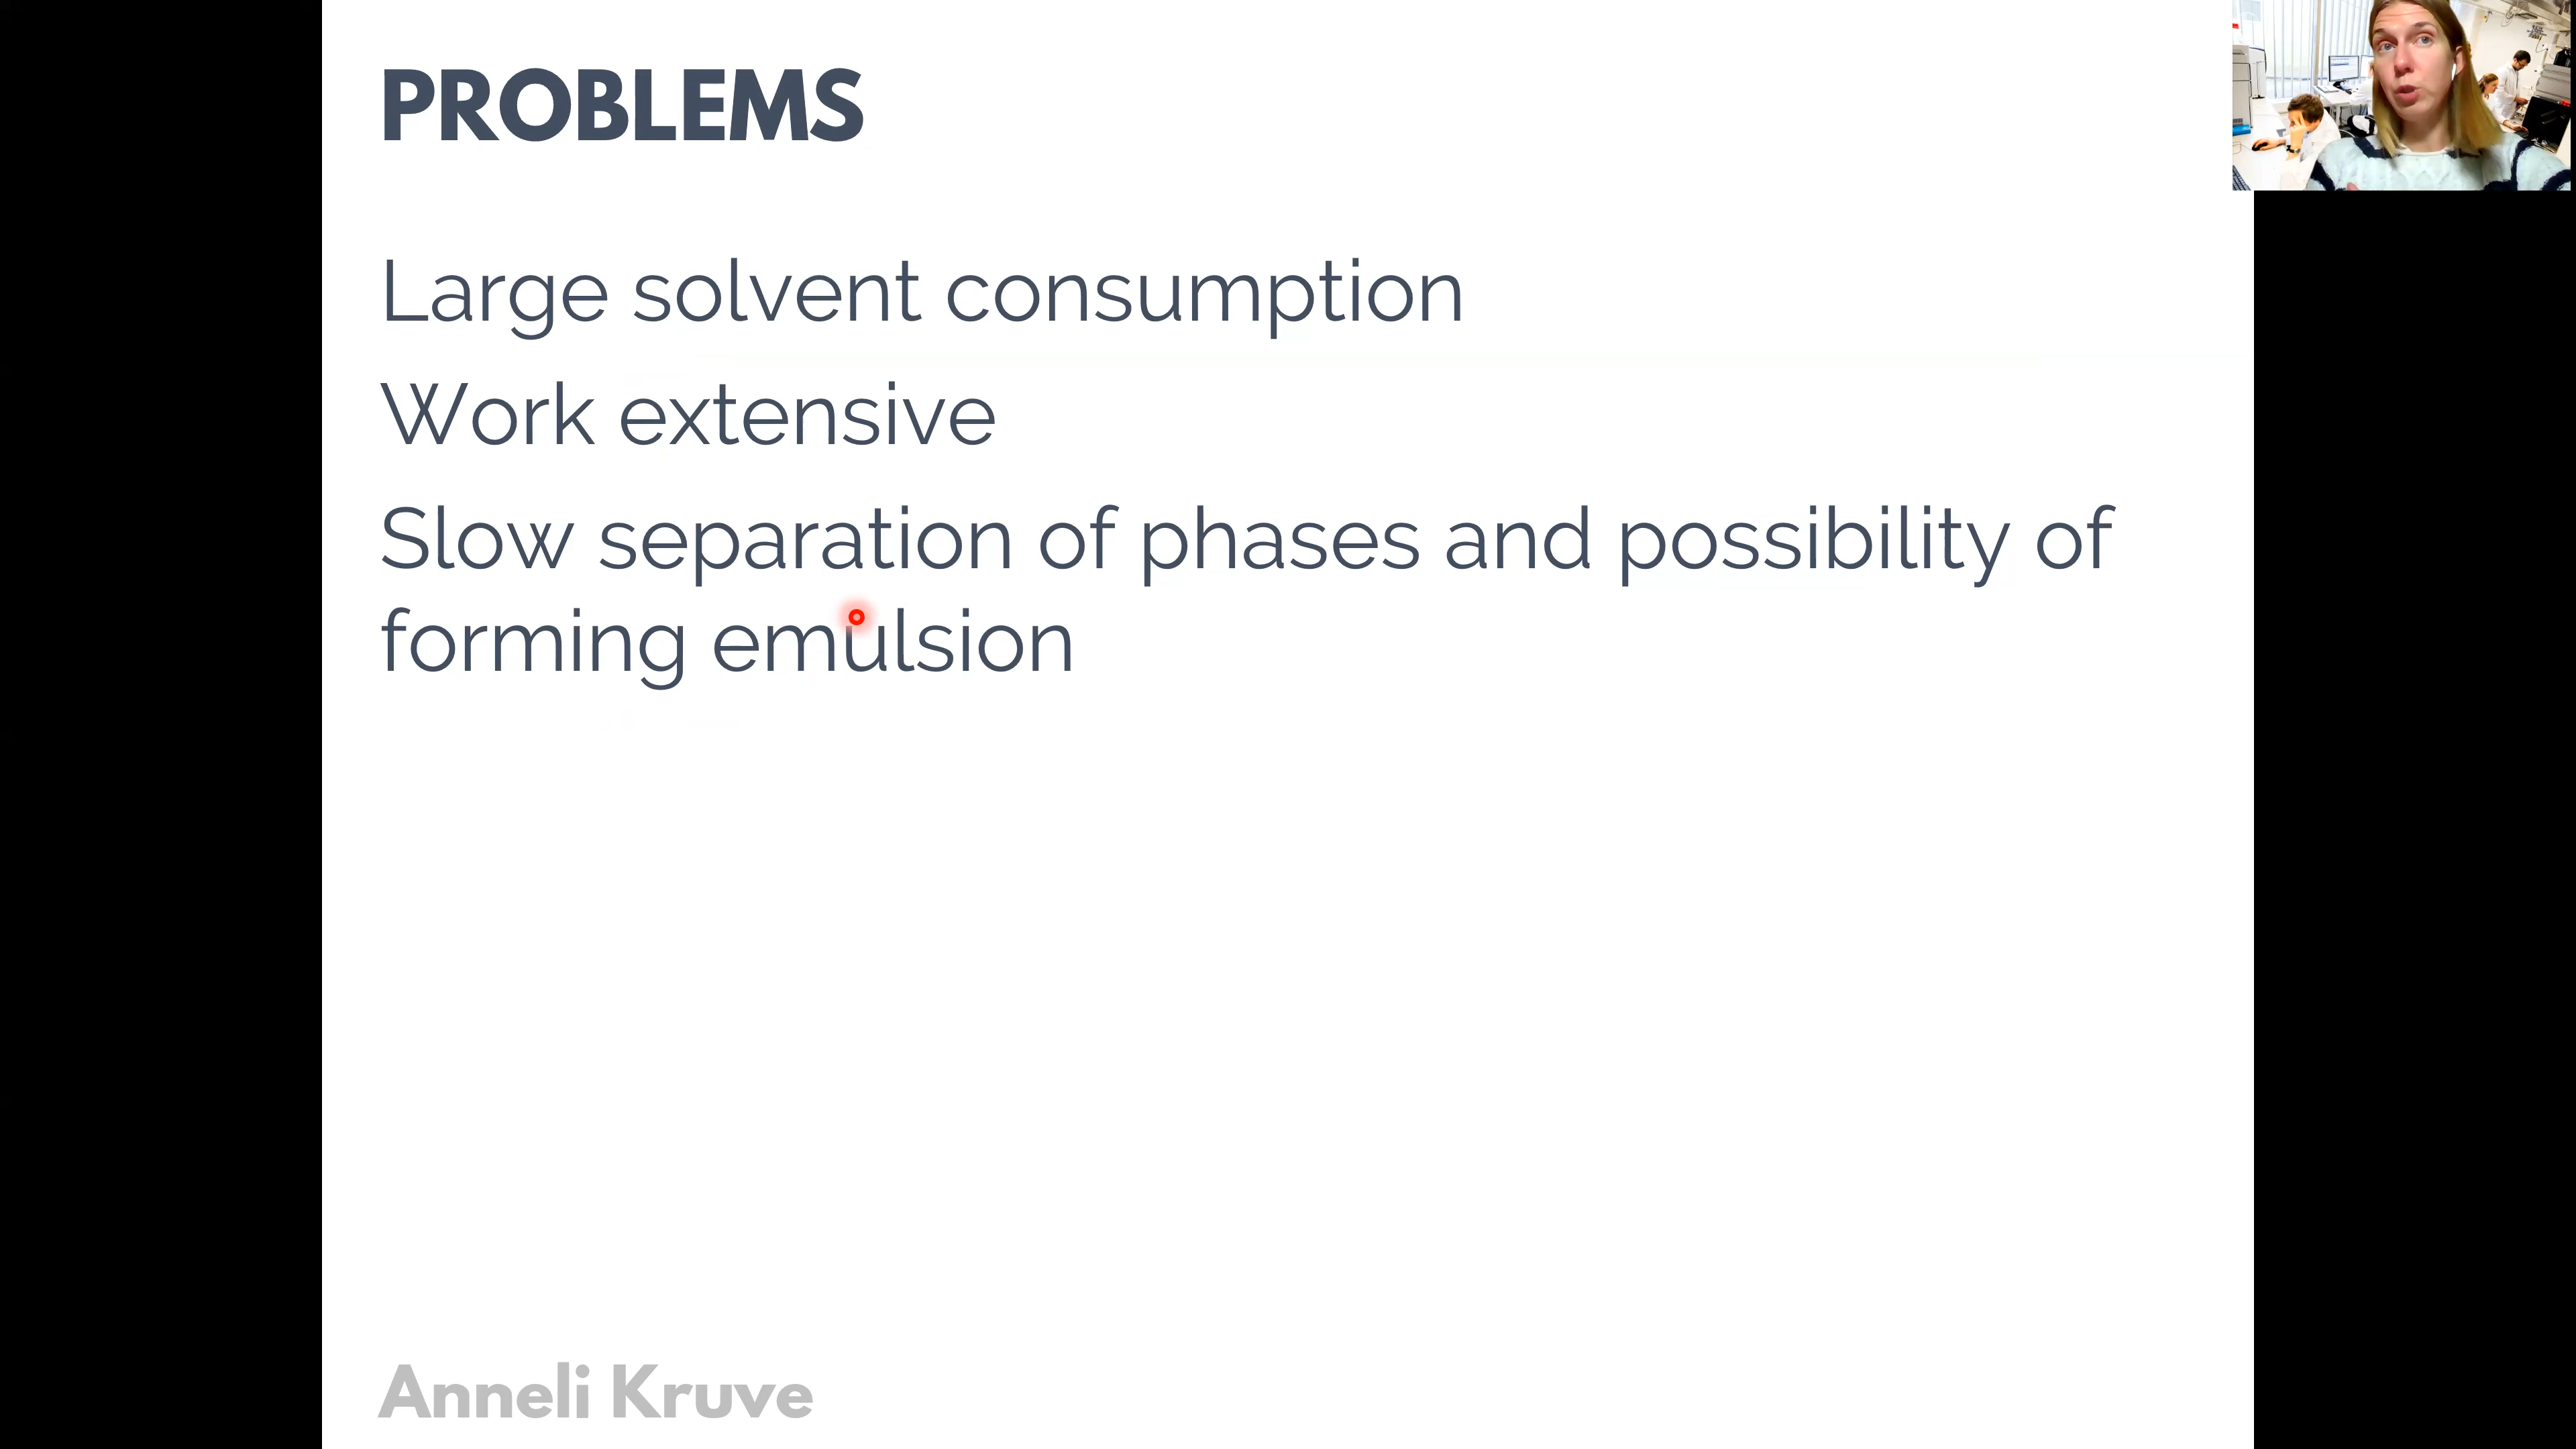 PROBLEMS
Large solvent consumption
Work extensive
Slow separation of phases and possibility of
forming emulsion
Anneli Kruve